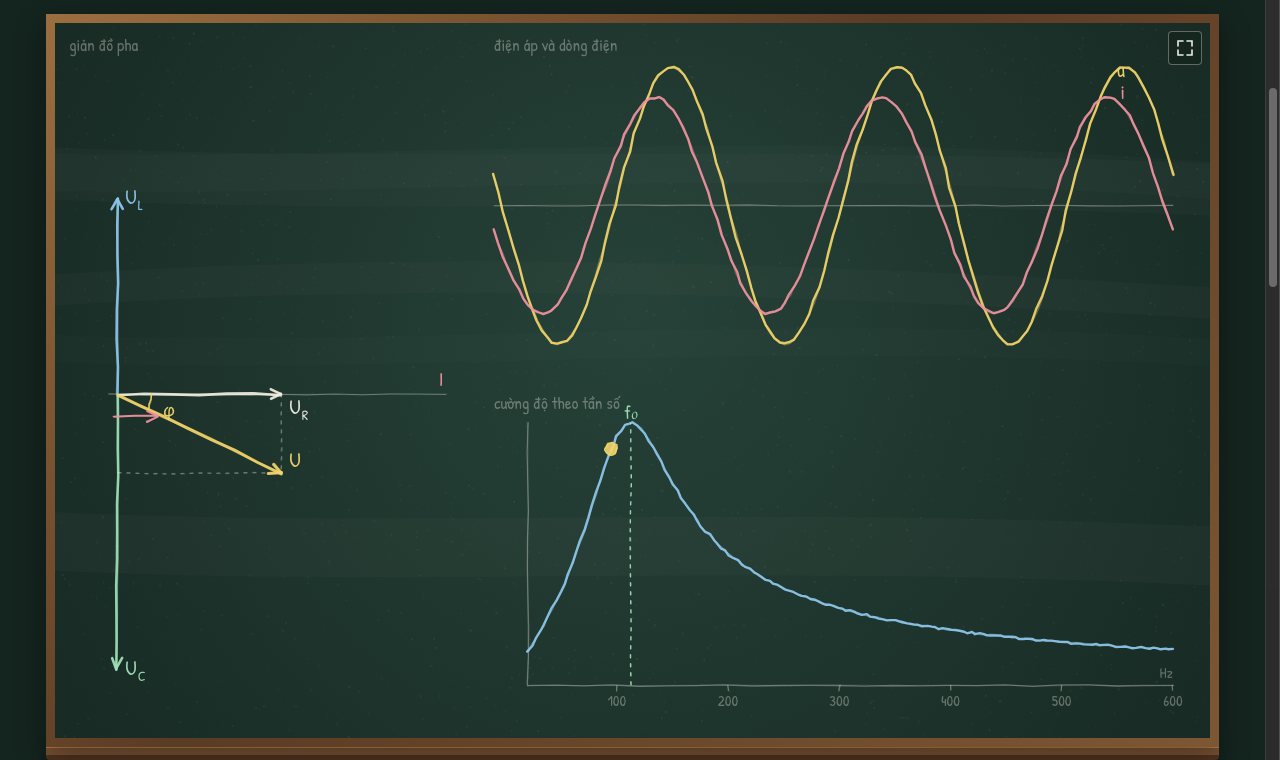 giản đồ pha
điện áp và dòng điện
u
i
U_L
I
φ
U_R
U
cường độ theo tần số
f₀
U_C
Hz
100 200 300 400 500 600